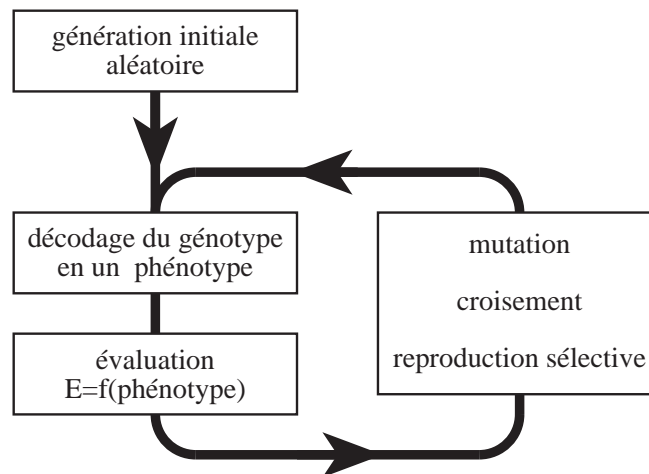 génération initiale
aléatoire
décodage du génotype
en un phénotype
évaluation
E=f(phénotype)
mutation
croisement
reproduction sélective